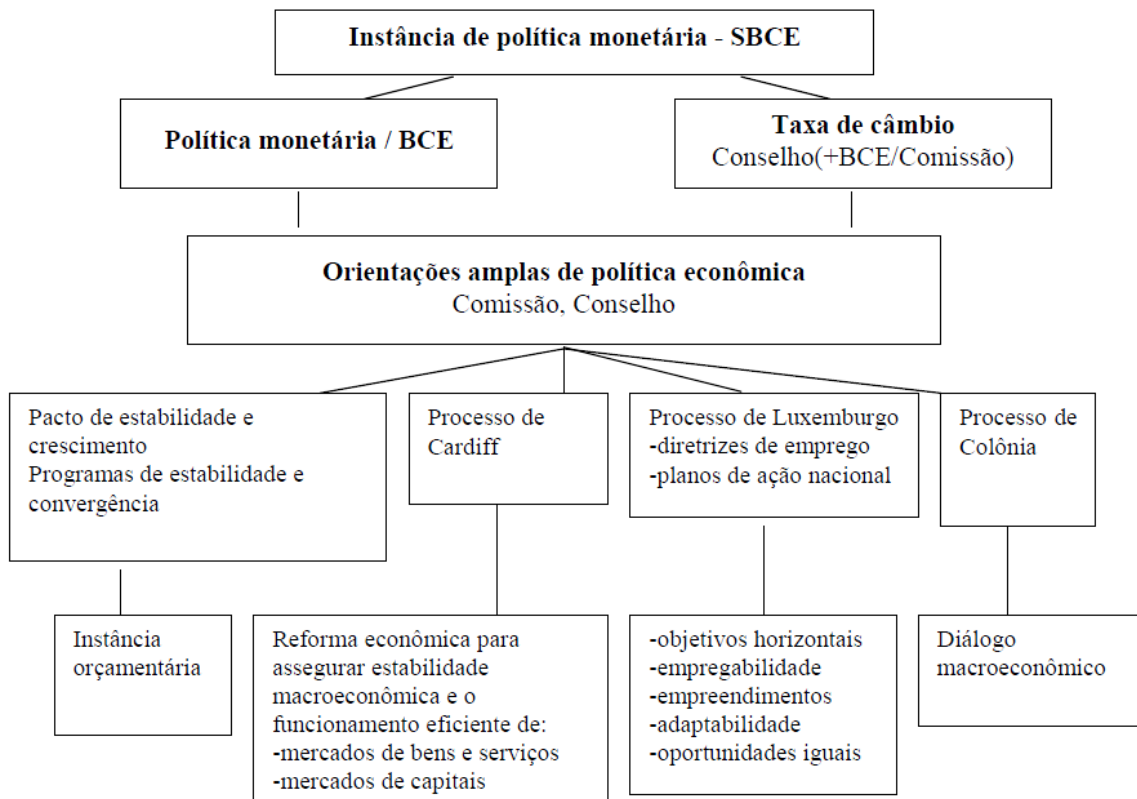 Instância de política monetária - SBCE
Política monetária / BCE
Taxa de câmbio
Conselho(+BCE/Comissão)
Orientações amplas de política econômica
Comissão, Conselho
Pacto de estabilidade e
crescimento
Programas de estabilidade e
convergência
Processo de
Cardiff
Processo de Luxemburgo
-diretrizes de emprego
-planos de ação nacional
Processo de
Colônia
Instância
orçamentária
Reforma econômica para
assegurar estabilidade
macroeconômica e o
funcionamento eficiente de:
-mercados de bens e serviços
-mercados de capitais
-objetivos horizontais
-empregabilidade
-empreendimentos
-adaptabilidade
-oportunidades iguais
Diálogo
macroeconômico